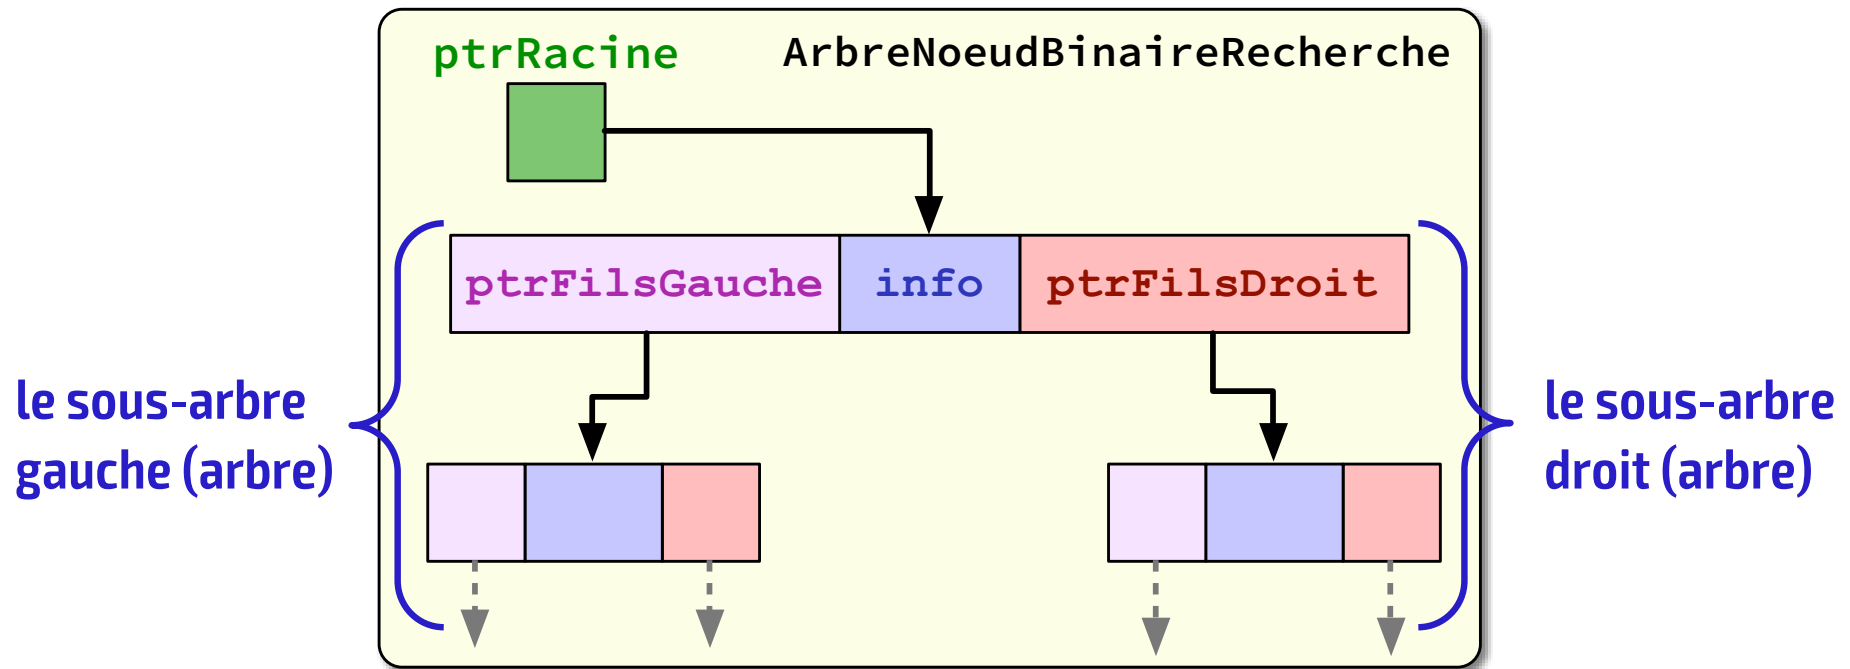 ptrRacine
ArbreNoeudBinaireRecherche
ptrFilsGauche
info
ptrFilsDroit
le sous-arbre
gauche (arbre)
le sous-arbre
droit (arbre)